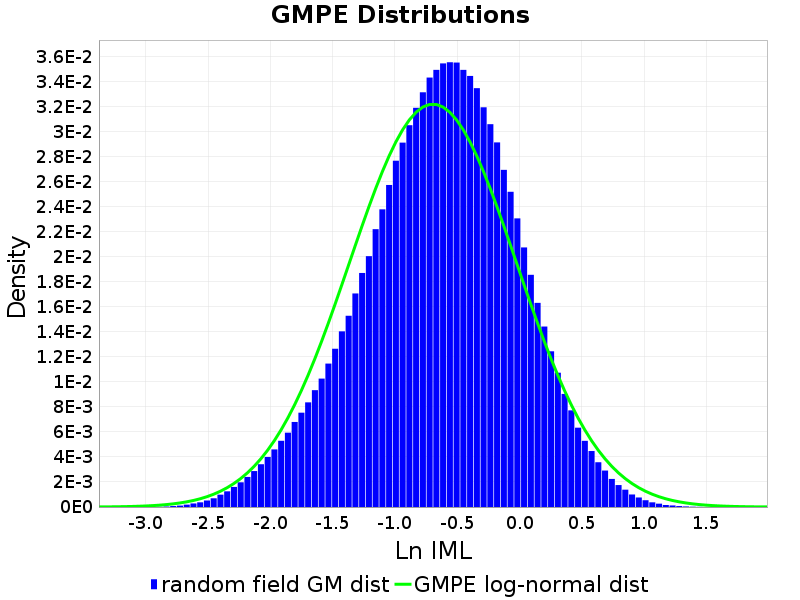 GMPE Distributions
Density
3.6E-2
3.4E-2
3.2E-2
3E-2
2.8E-2
2.6E-2
2.4E-2
2.2E-2
2E-2
1.8E-2
1.6E-2
1.4E-2
1.2E-2
1E-2
8E-3
6E-3
4E-3
2E-3
0E0
-3.0 -2.5 -2.0 -1.5 -1.0 -0.5 0.0 0.5 1.0 1.5
Ln IML
random field GM dist GMPE log-normal dist